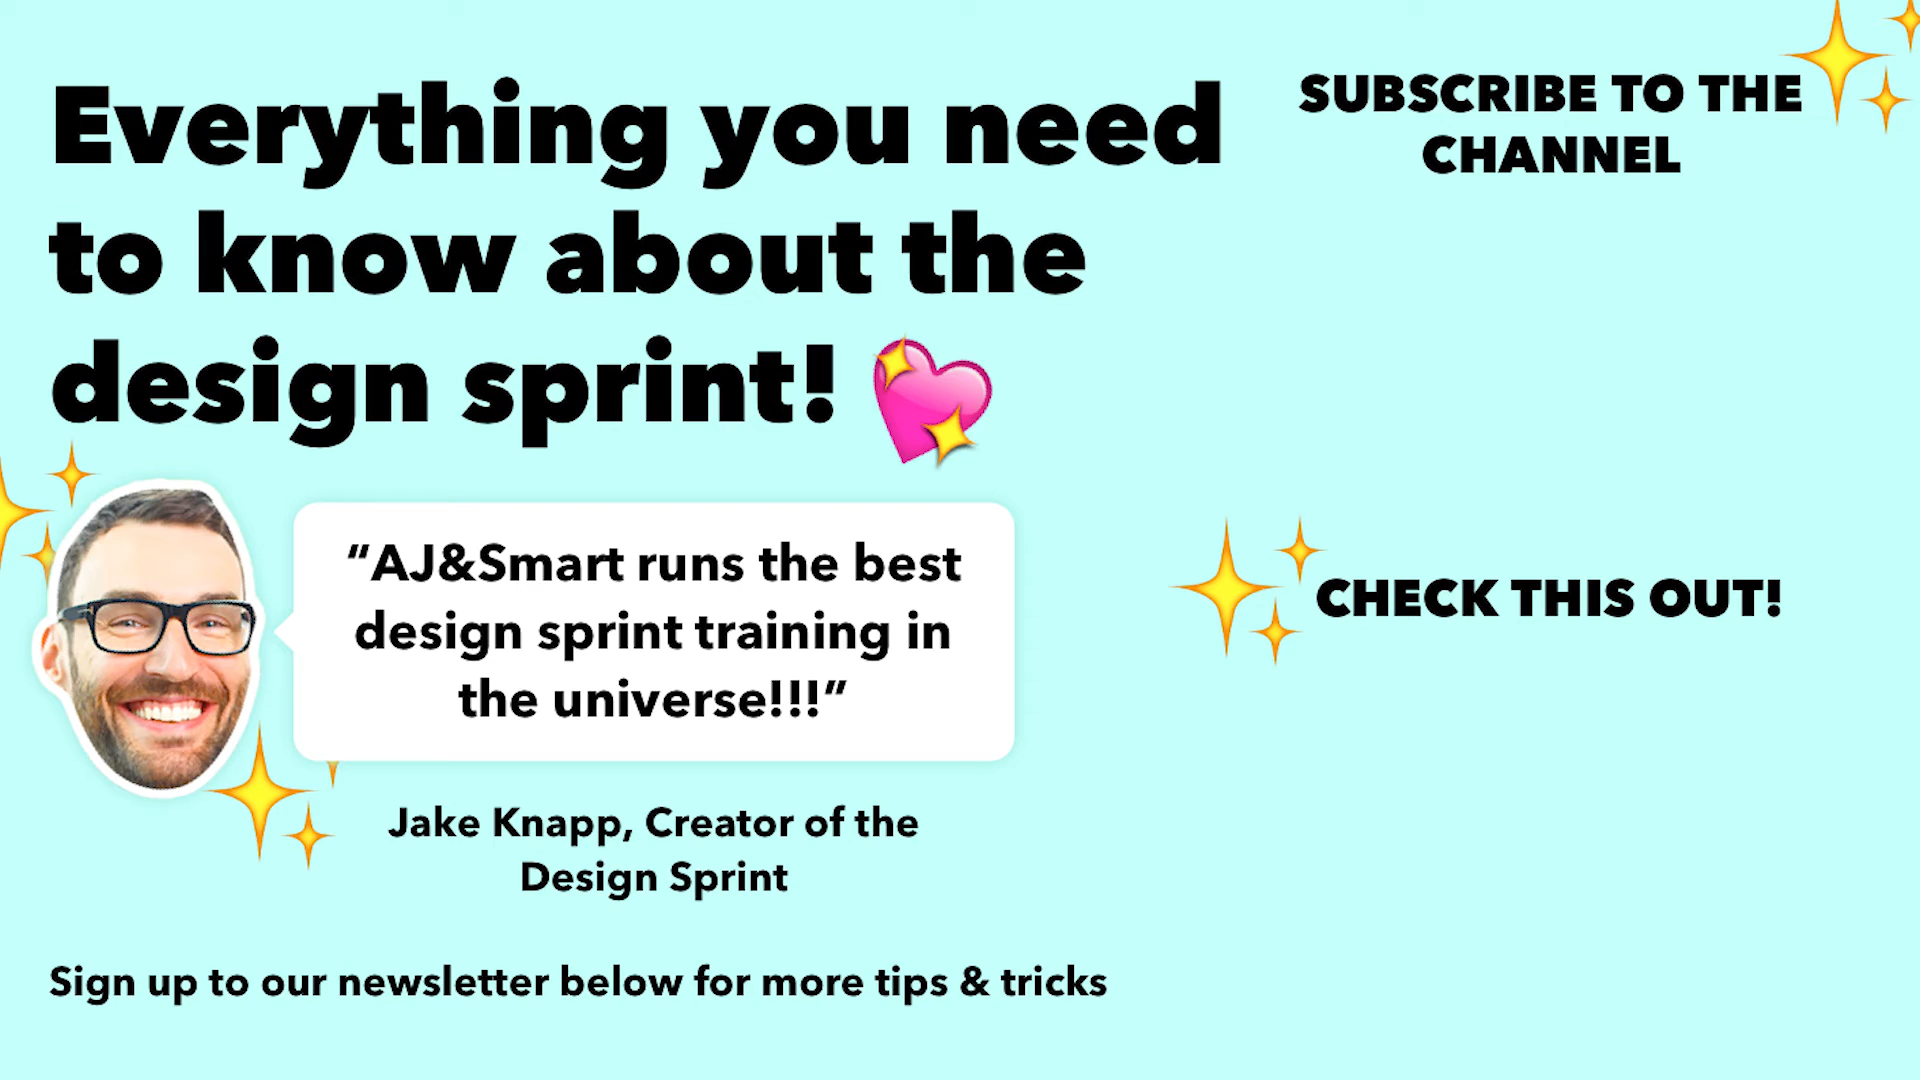 Everything you need
to know about the
design sprint!
SUBSCRIBE TO THE
CHANNEL
“AJ&Smart runs the best
design sprint training in
the universe!!!”
Jake Knapp, Creator of the
Design Sprint
CHECK THIS OUT!
Sign up to our newsletter below for more tips & tricks